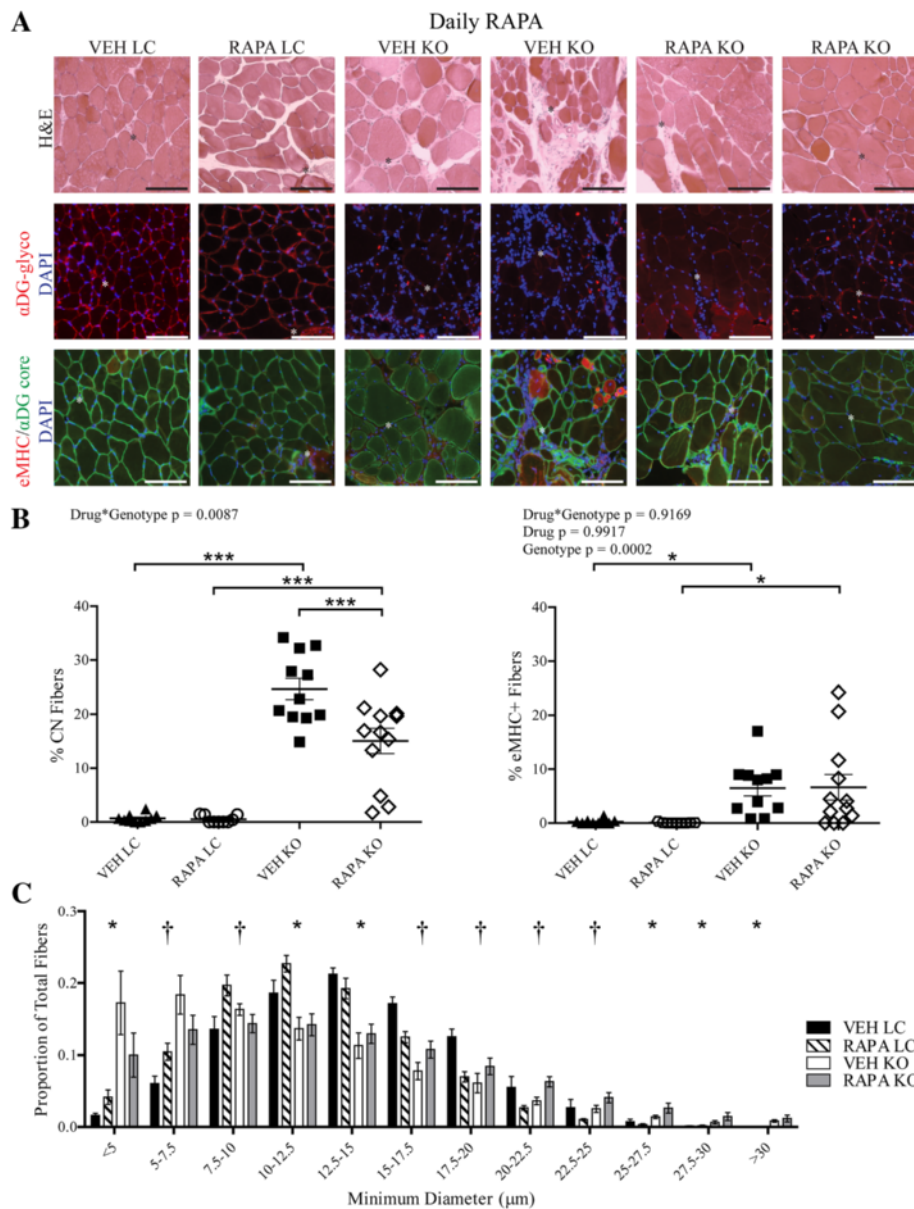 A
Daily RAPA
VEH LC RAPA LC VEH KO VEH KO RAPA KO RAPA KO
H&E
αDG-glyco
DAPI
eMHC/αDG core
DAPI
B
Drug*Genotype p = 0.0087
***
***
***
% CN Fibers
40
30
20
10
0
VEH LC RAPA LC VEH KO RAPA KO
Drug*Genotype p = 0.9169
Drug p = 0.9917
Genotype p = 0.0002
*
*
% eMHC+ Fibers
40
30
20
10
0
VEH LC RAPA LC VEH KO RAPA KO
C
* † † * * † † † † * * *
Proportion of Total Fibers
0.3
0.2
0.1
0.0
<5 5-7.5 7.5-10 10-12.5 12.5-15 15-17.5 17.5-20 20-22.5 22.5-25 25-27.5 27.5-30 >30
Minimum Diameter (μm)
VEH LC
RAPA LC
VEH KO
RAPA KO